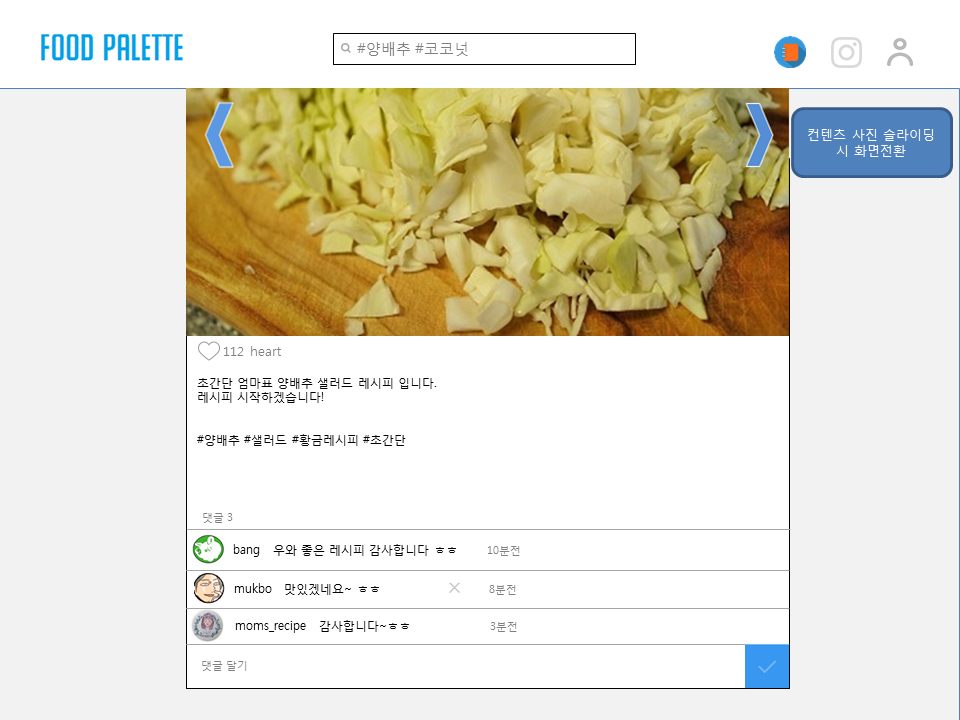 FOOD PALETTE
#양배추 #코코넛
컨텐츠 사진 슬라이딩
시 화면전환
112 heart
초간단 엄마표 양배추 샐러드 레시피 입니다.
레시피 시작하겠습니다!
#양배추 #샐러드 #황금레시피 #초간단
댓글 3
bang 우와 좋은 레시피 감사합니다 ㅎㅎ 10분전
mukbo 맛있겠네요~ ㅎㅎ 8분전
moms_recipe 감사합니다~ㅎㅎ 3분전
댓글 달기